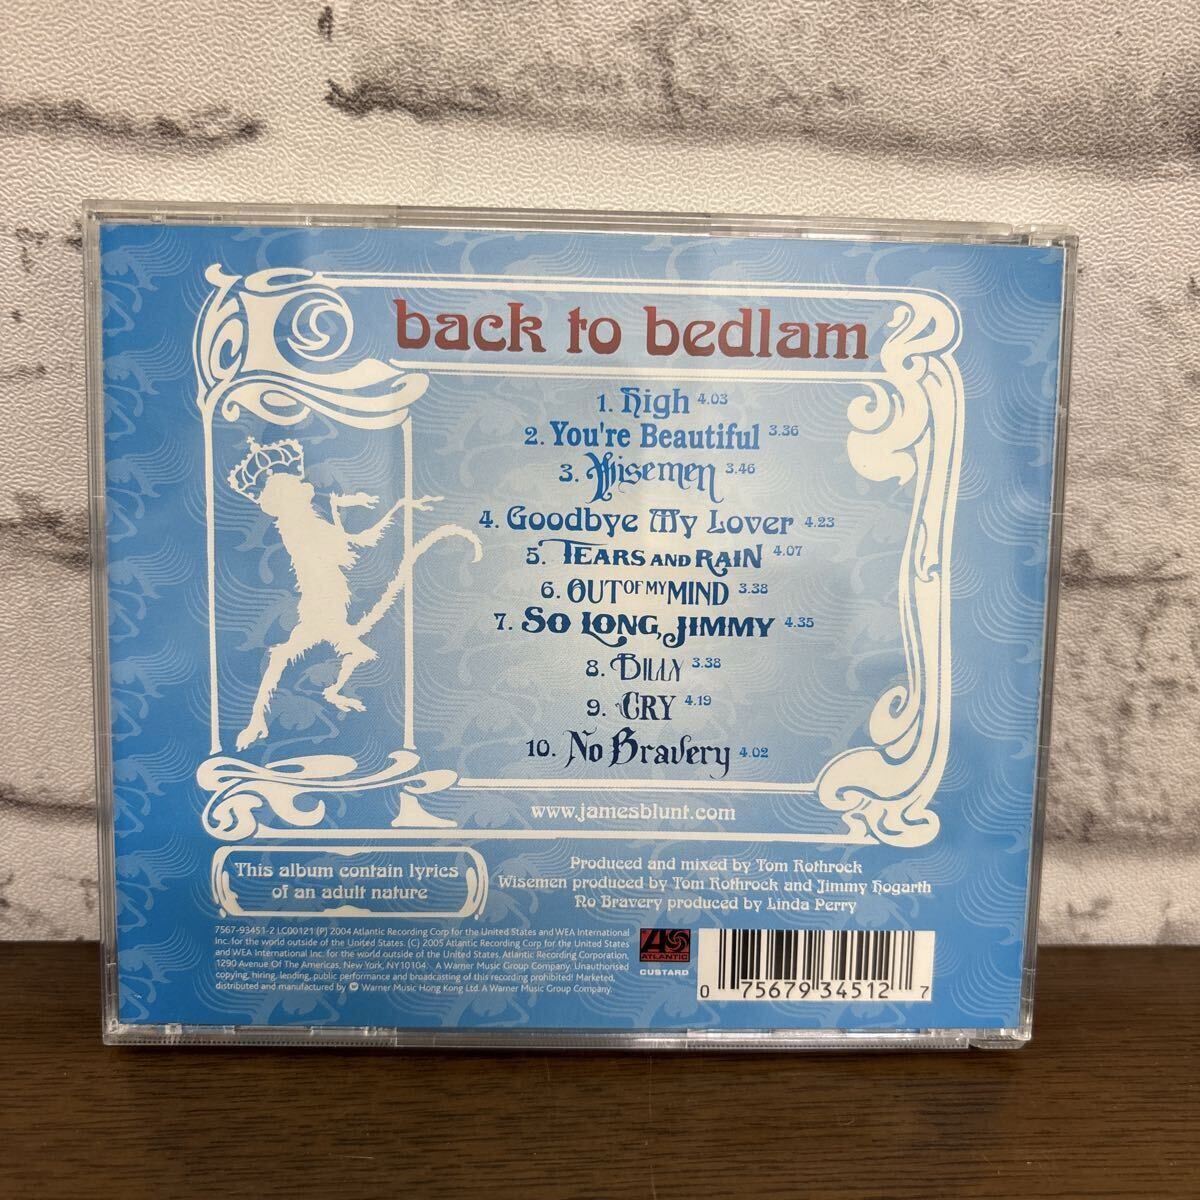 back to bedlam
1. High 4.03
2. You're Beautiful 3.36
3. Wisemen 3.46
4. Goodbye My Lover 4.23
5. TEARS AND RAIN 4.07
6. OUT OF MY MIND 3.38
7. SO LONG, JIMMY 4.35
8. BILLY 3.38
9. CRY 4.19
10. No Bravery 4.02
www.jamesblunt.com
This album contain lyrics
of an adult nature
Produced and mixed by Tom Rothrock
Wisemen produced by Tom Rothrock and Jimmy Hogarth
No Bravery produced by Linda Perry
7567-93451-2 LC00121 (P) 2004 Atlantic Recording Corp for the United States and WEA International
Inc. for the world outside of the United States. (C) 2005 Atlantic Recording Corp for the United States
and WEA International Inc. for the world outside of the United States. Atlantic Recording Corporation,
1290 Avenue Of The Americas, New York, NY10104. A Warner Music Group Company. Unauthorised
copying, hiring, lending, public performance and broadcasting of this recording prohibited! Marketed,
distributed and manufactured by Warner Music Hong Kong Ltd. A Warner Music Group Company.
ATLANTIC
CUSTARD
0 75679 34512 7